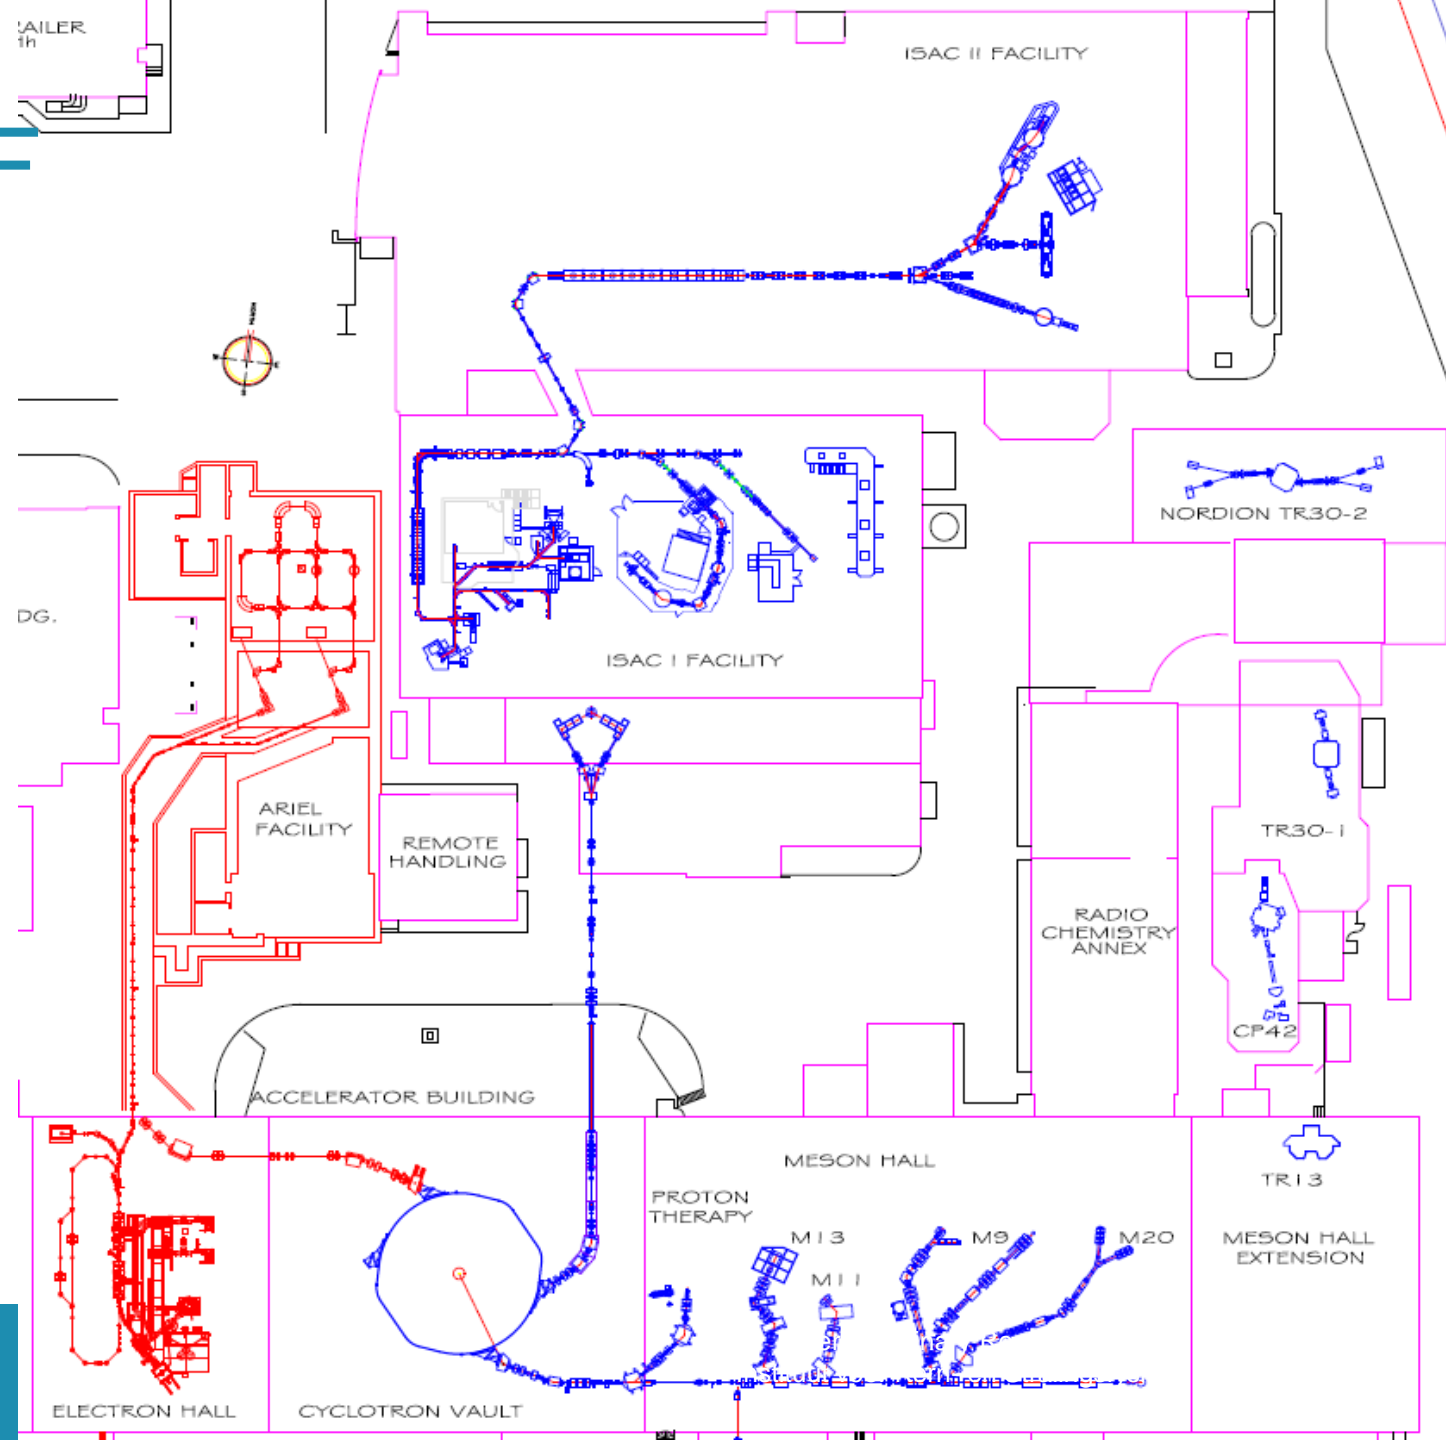 ISAC II FACILITY
NORDION TR30-2
DG.
ISAC I FACILITY
ARIEL
FACILITY
REMOTE
HANDLING
TR30-1
RADIO
CHEMISTRY
ANNEX
CP42
ACCELERATOR BUILDING
MESON HALL
TR13
PROTON
THERAPY
M13
M9
M20
MESON HALL
EXTENSION
M11
ELECTRON HALL
CYCLOTRON VAULT